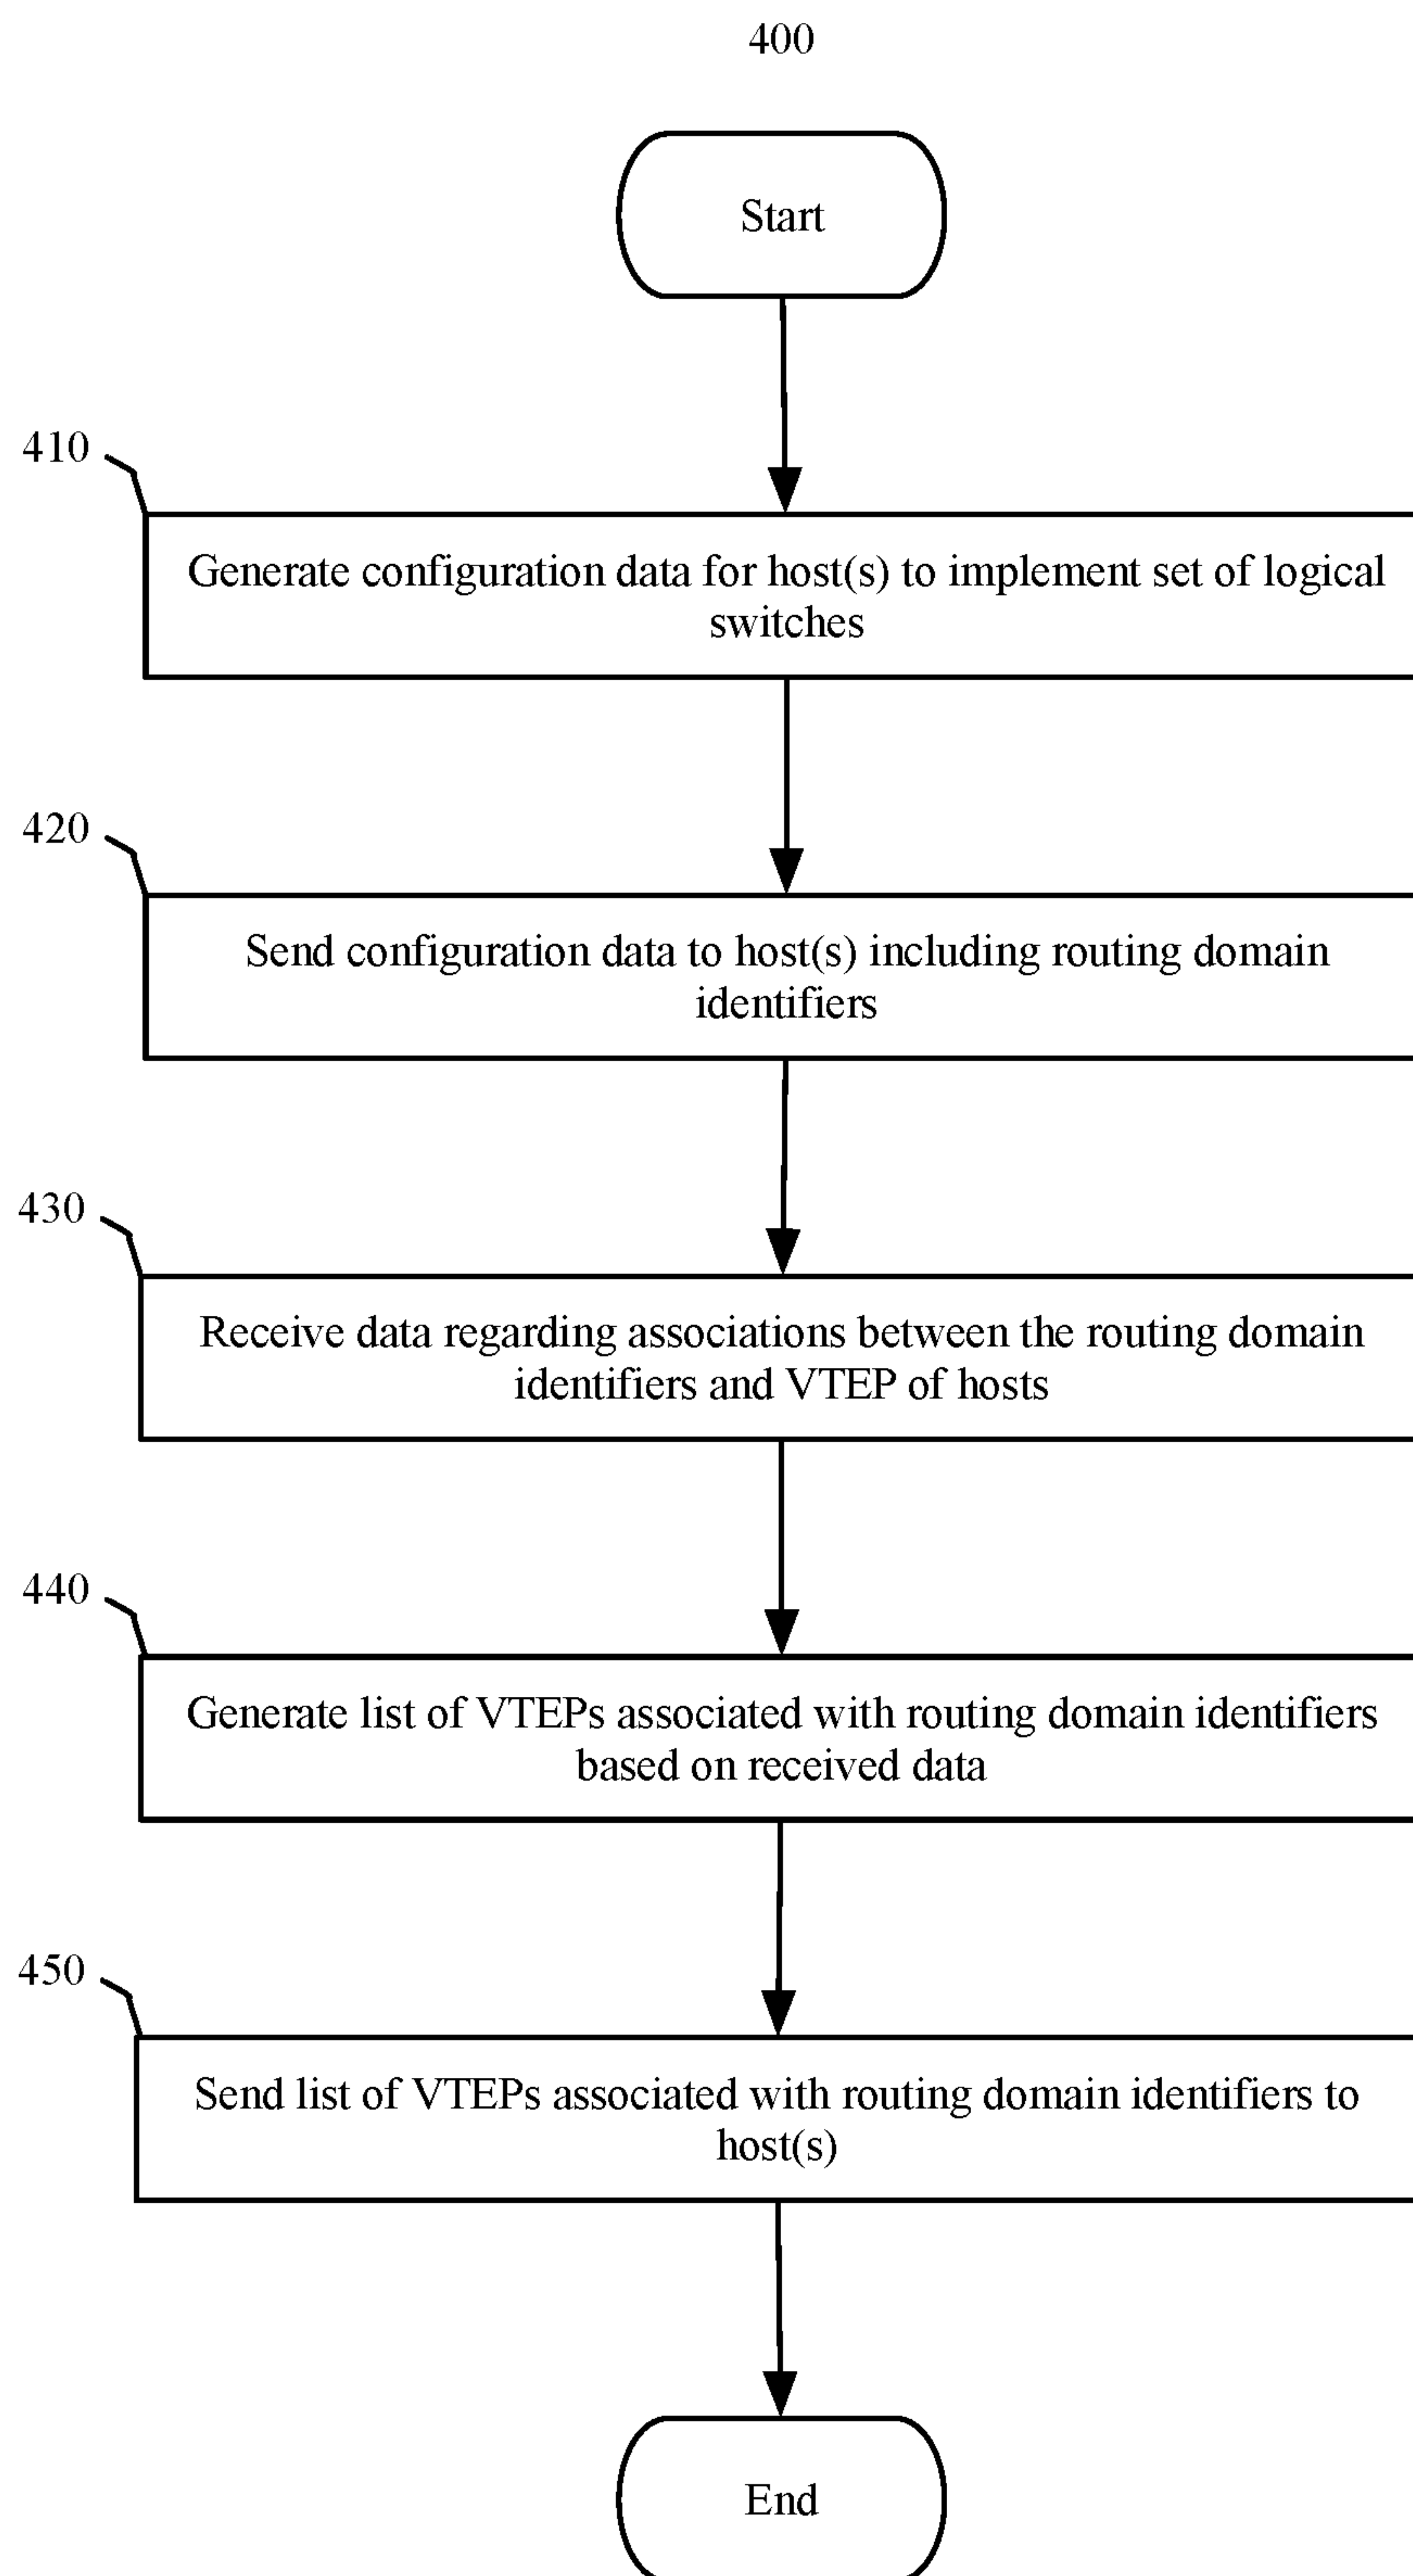 400
Start
410
Generate configuration data for host(s) to implement set of logical
switches
420
Send configuration data to host(s) including routing domain
identifiers
430
Receive data regarding associations between the routing domain
identifiers and VTEP of hosts
440
Generate list of VTEPs associated with routing domain identifiers
based on received data
450
Send list of VTEPs associated with routing domain identifiers to
host(s)
End